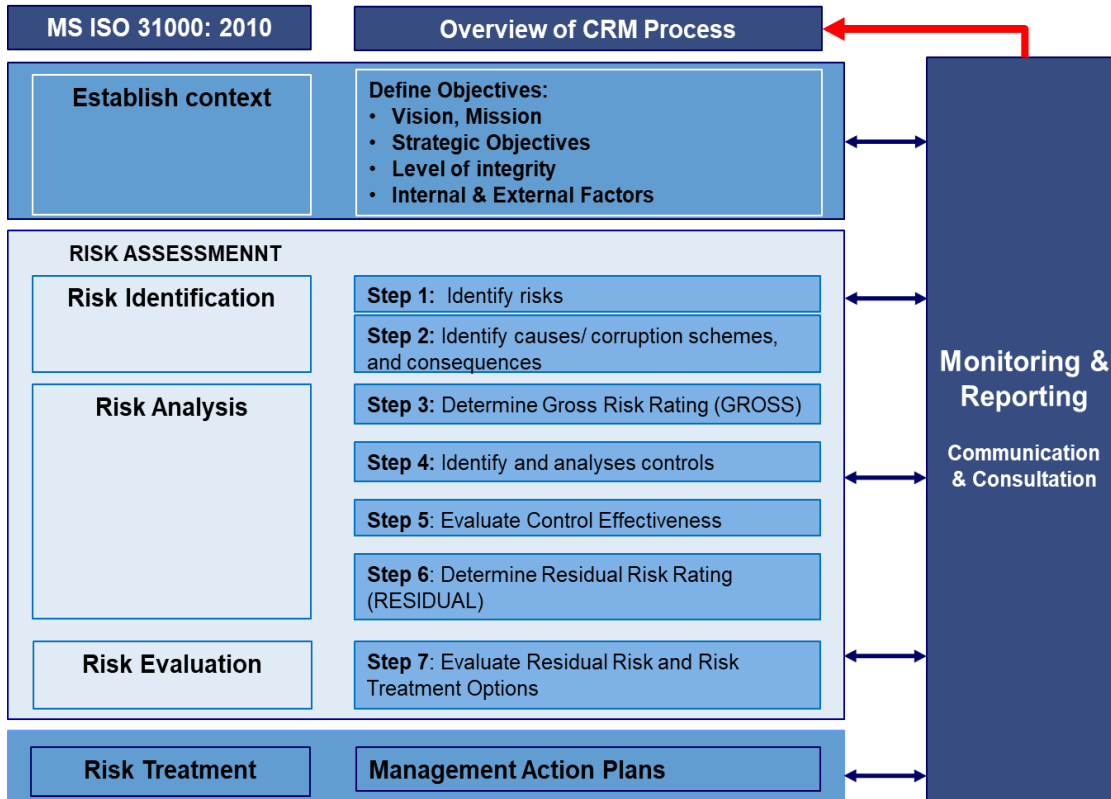 MS ISO 31000: 2010
Overview of CRM Process
Establish context
Define Objectives:
• Vision, Mission
• Strategic Objectives
• Level of integrity
• Internal & External Factors
RISK ASSESSMENNT
Risk Identification
Step 1: Identify risks
Step 2: Identify causes/ corruption schemes,
and consequences
Risk Analysis
Step 3: Determine Gross Risk Rating (GROSS)
Step 4: Identify and analyses controls
Step 5: Evaluate Control Effectiveness
Step 6: Determine Residual Risk Rating
(RESIDUAL)
Risk Evaluation
Step 7: Evaluate Residual Risk and Risk
Treatment Options
Risk Treatment
Management Action Plans
Monitoring &
Reporting
Communication
& Consultation